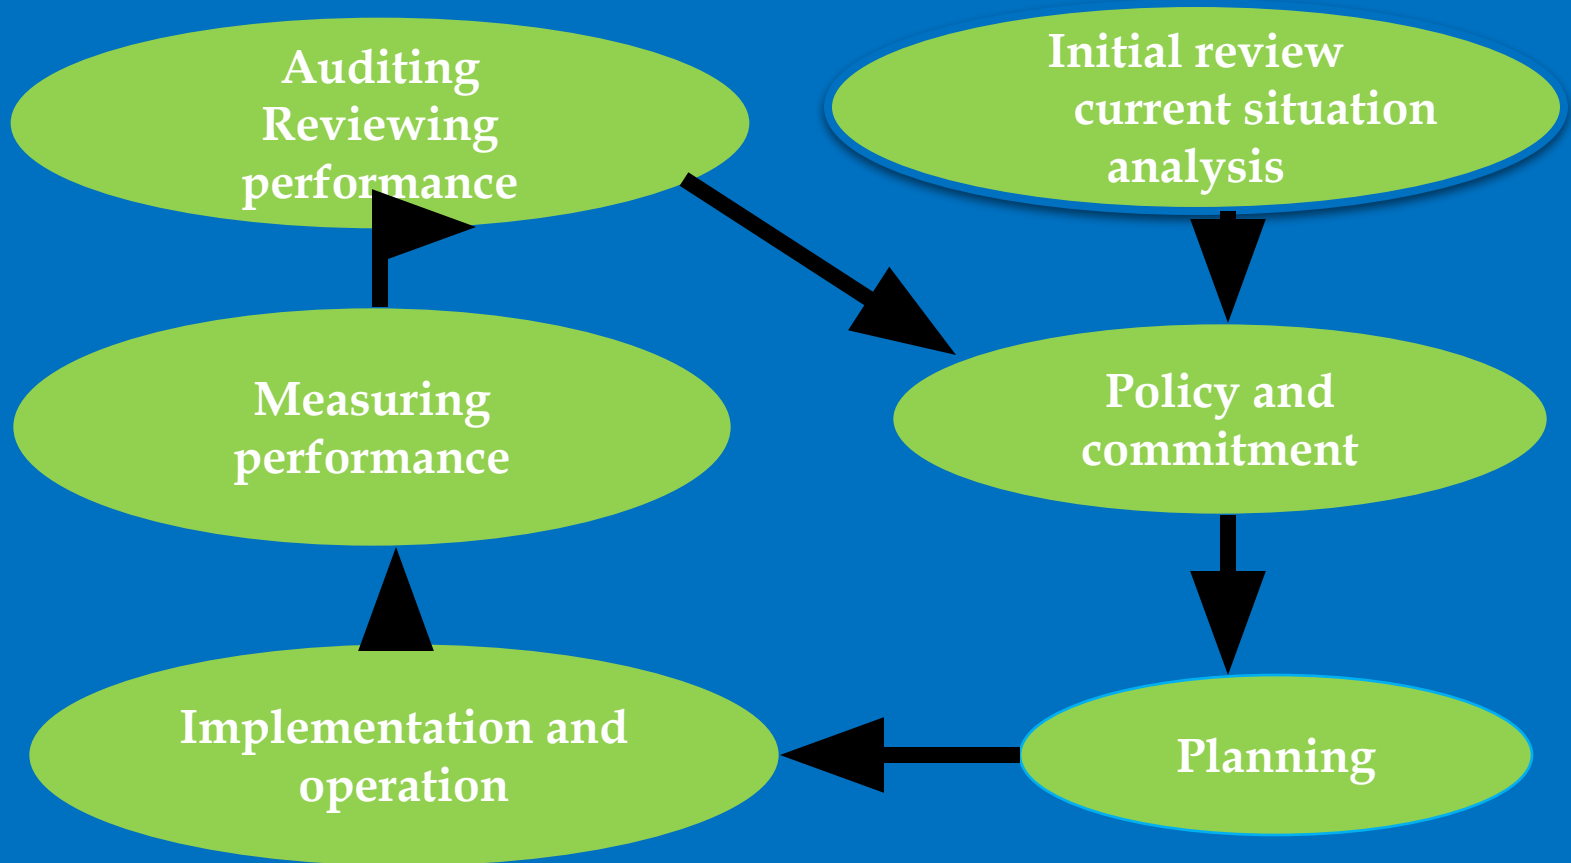 Auditing
Reviewing
performance
Initial review
current situation
analysis
Measuring
performance
Policy and
commitment
Implementation and
operation
Planning